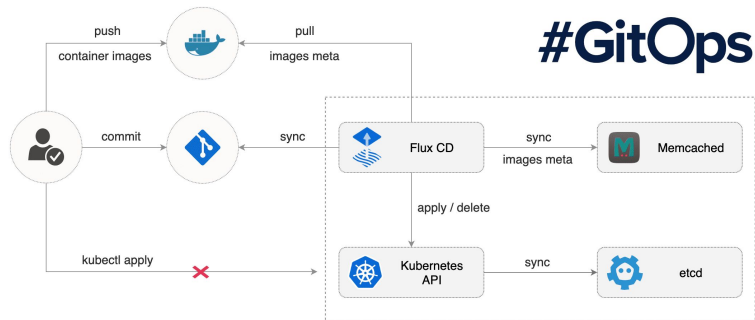 #GitOps
push
container images
pull
images meta
commit
sync
Flux CD
sync
images meta
M
Memcached
apply / delete
kubectl apply
Kubernetes
API
sync
etcd